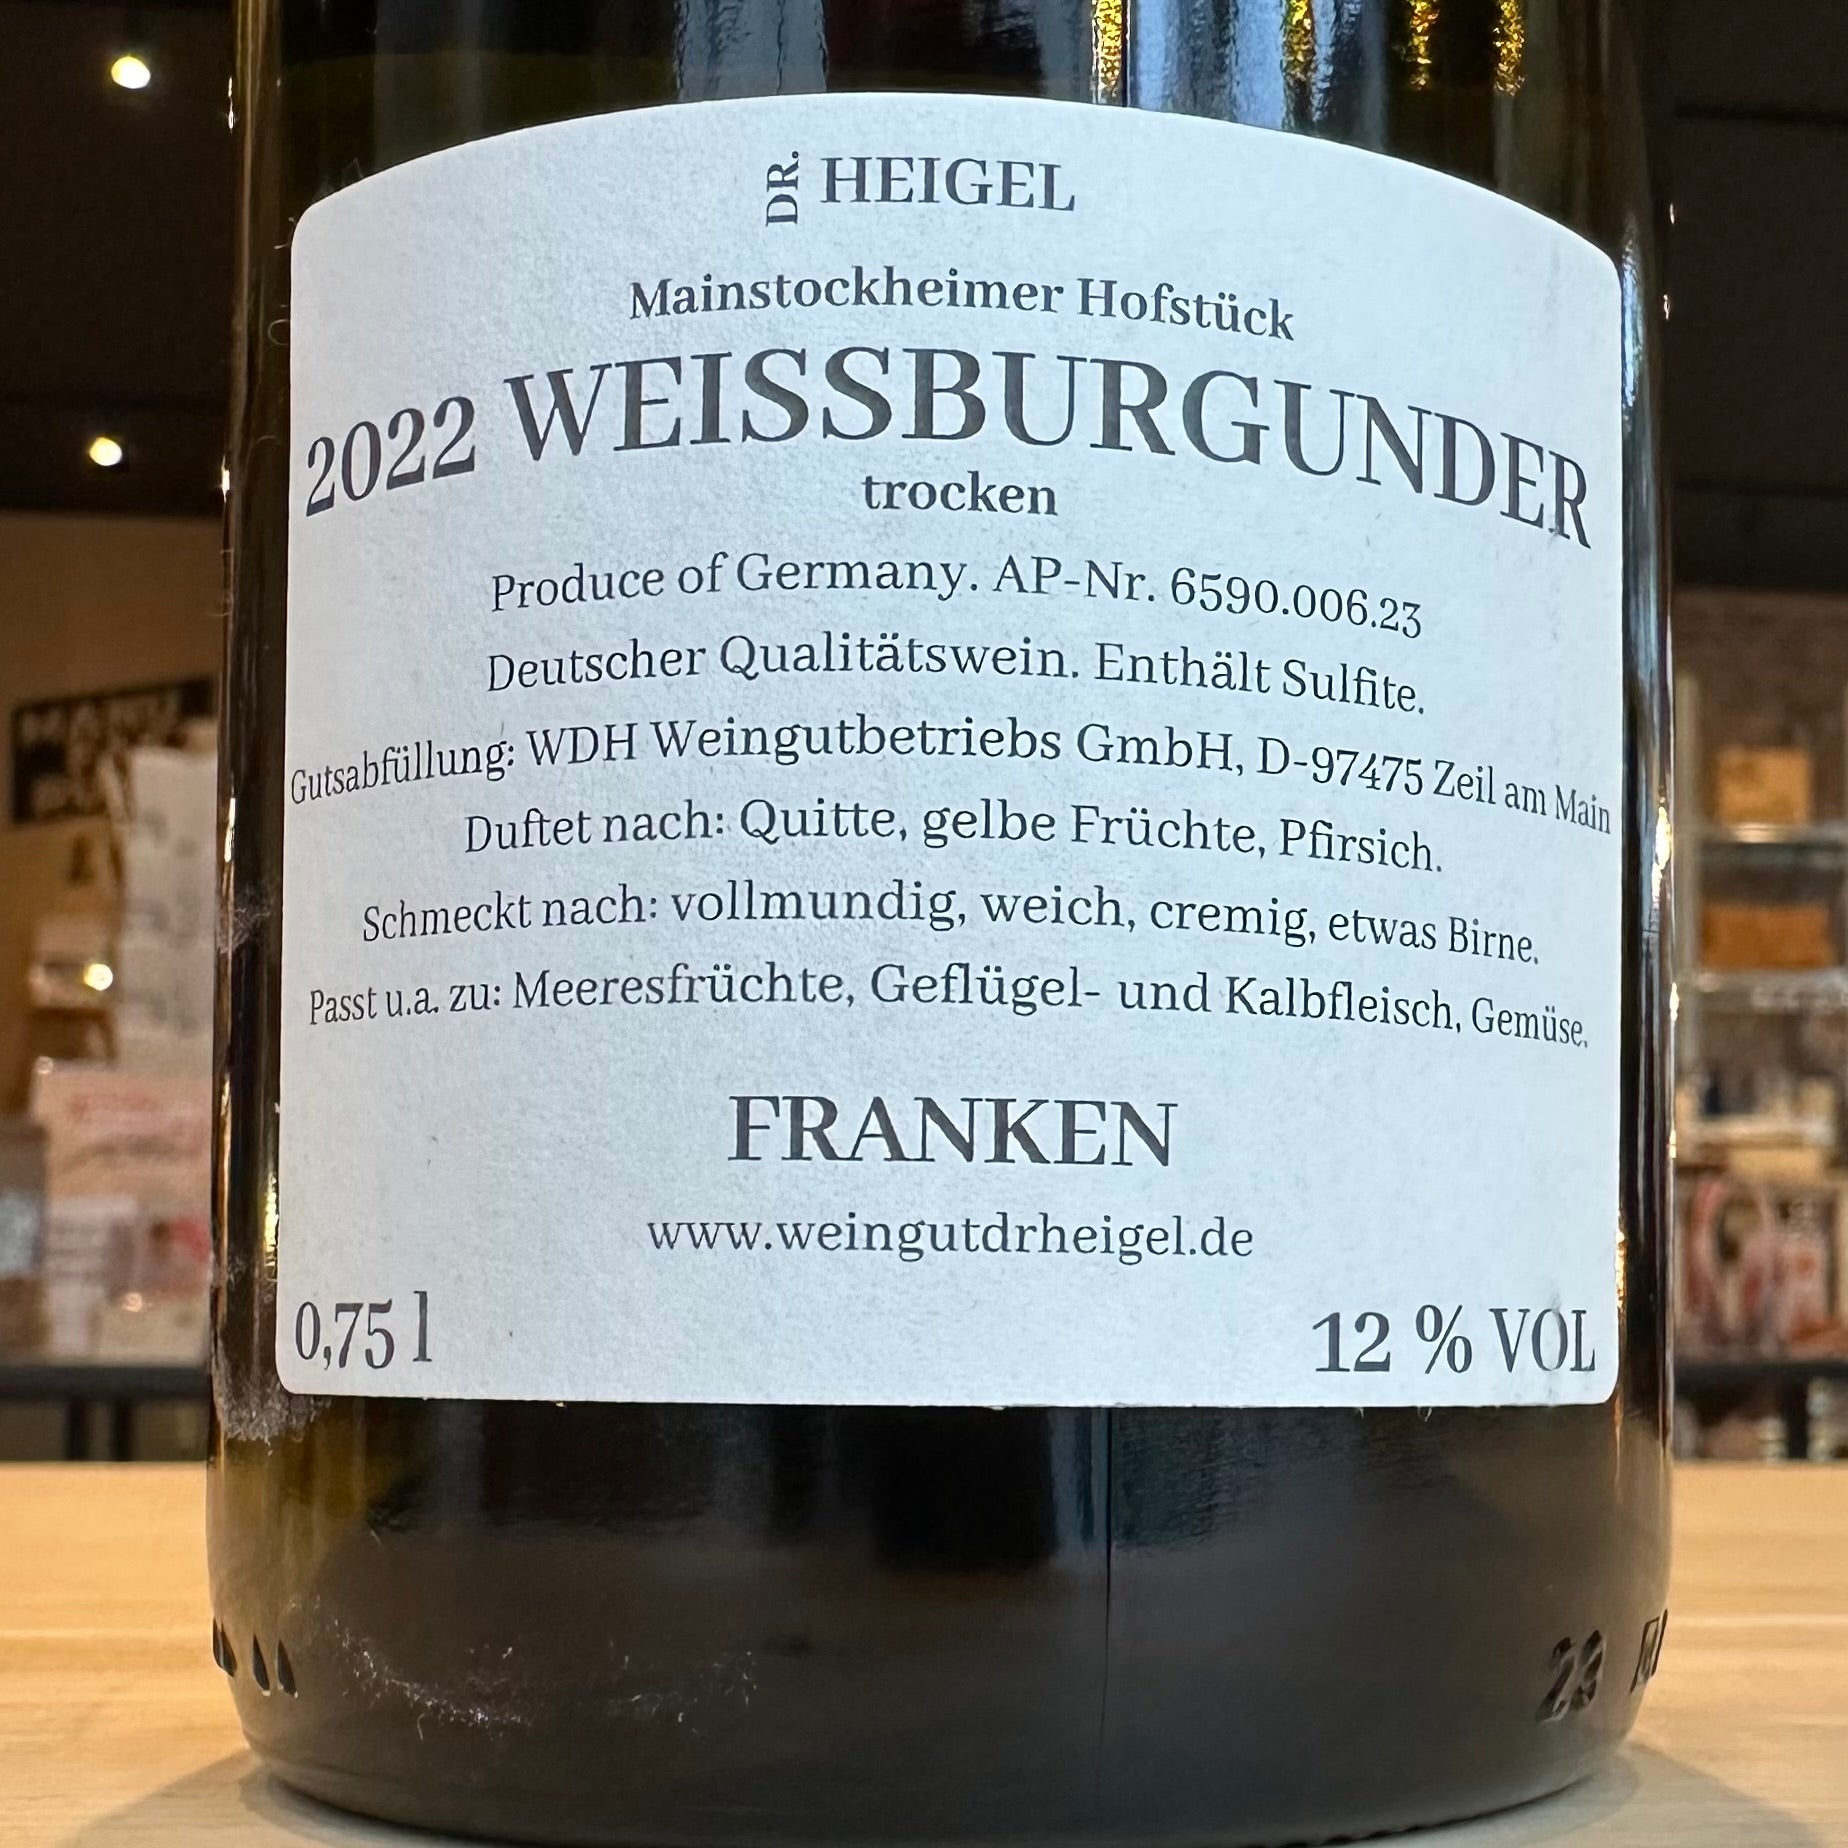 DR. HEIGEL
Mainstockheimer Hofstück
2022 WEISSBURGUNDER
trocken
Produce of Germany. AP-Nr. 6590.006.23
Deutscher Qualitätswein. Enthält Sulfite.
Gutsabfüllung: WDH Weingutbetriebs GmbH, D-97475 Zeil am Main
Duftet nach: Quitte, gelbe Früchte, Pfirsich.
Schmeckt nach: vollmundig, weich, cremig, etwas Birne.
Passt u.a. zu: Meeresfrüchte, Geflügel- und Kalbfleisch, Gemüse.
FRANKEN
www.weingutdrheigel.de
0,75 l 12 % VOL